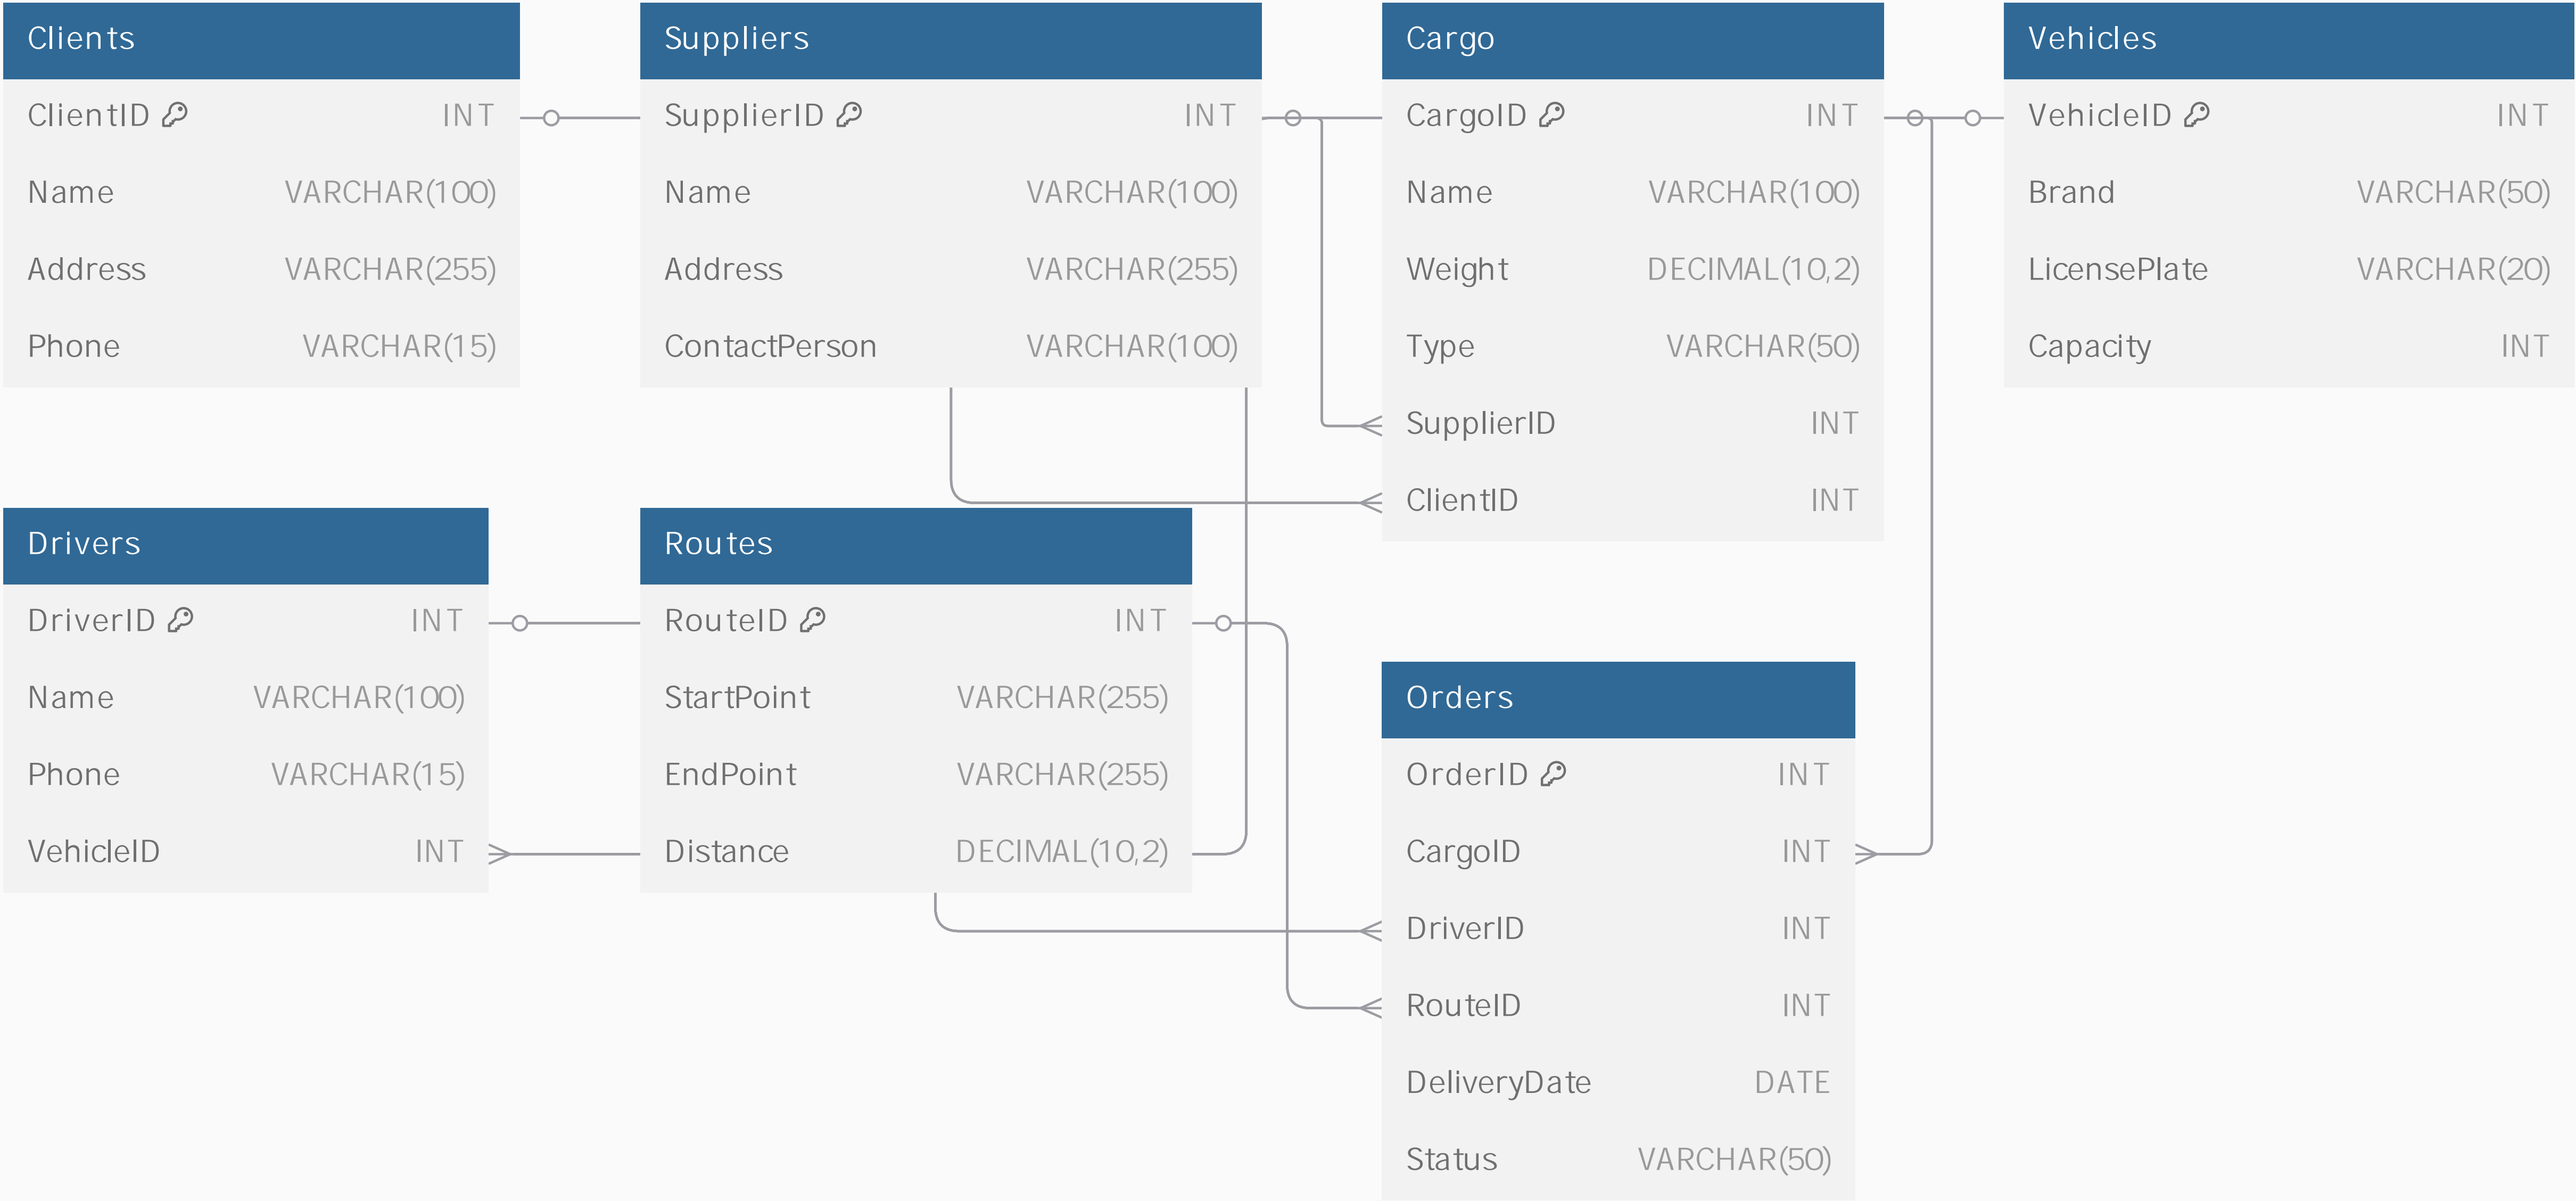 Clients
ClientID INT
Name VARCHAR(100)
Address VARCHAR(255)
Phone VARCHAR(15)
Suppliers
SupplierID INT
Name VARCHAR(100)
Address VARCHAR(255)
ContactPerson VARCHAR(100)
Cargo
CargoID INT
Name VARCHAR(100)
Weight DECIMAL(10,2)
Type VARCHAR(50)
SupplierID INT
ClientID INT
Vehicles
VehicleID INT
Brand VARCHAR(50)
LicensePlate VARCHAR(20)
Capacity INT
Drivers
DriverID INT
Name VARCHAR(100)
Phone VARCHAR(15)
VehicleID INT
Routes
RouteID INT
StartPoint VARCHAR(255)
EndPoint VARCHAR(255)
Distance DECIMAL(10,2)
Orders
OrderID INT
CargoID INT
DriverID INT
RouteID INT
DeliveryDate DATE
Status VARCHAR(50)